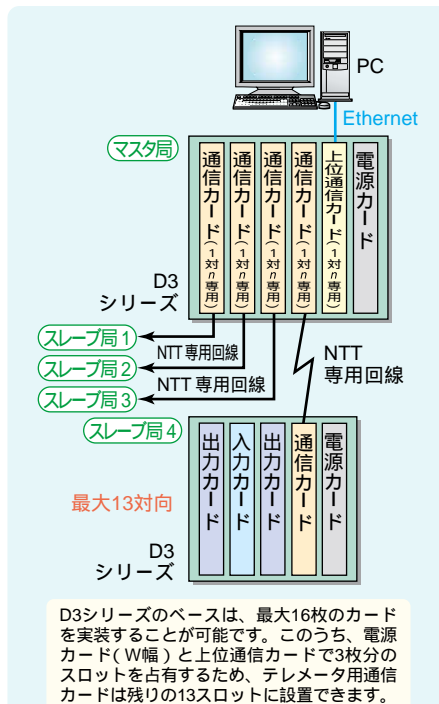 PC
Ethernet
マスタ局
通信カード(1対n専用)
通信カード(1対n専用)
通信カード(1対n専用)
通信カード(1対n専用)
上位通信カード(1対n専用)
電源カード
D3
シリーズ
スレーブ局1
スレーブ局2
スレーブ局3
NTT専用回線
NTT専用回線
NTT
専用回線
スレーブ局4
出力カード
入力カード
出力カード
通信カード
電源カード
最大13対向
D3
シリーズ
D3シリーズのベースは、最大16枚のカード
を実装することが可能です。このうち、電源
カード(W幅)と上位通信カードで3枚分の
スロットを占有するため、テレメータ用通信
カードは残りの13スロットに設置できます。